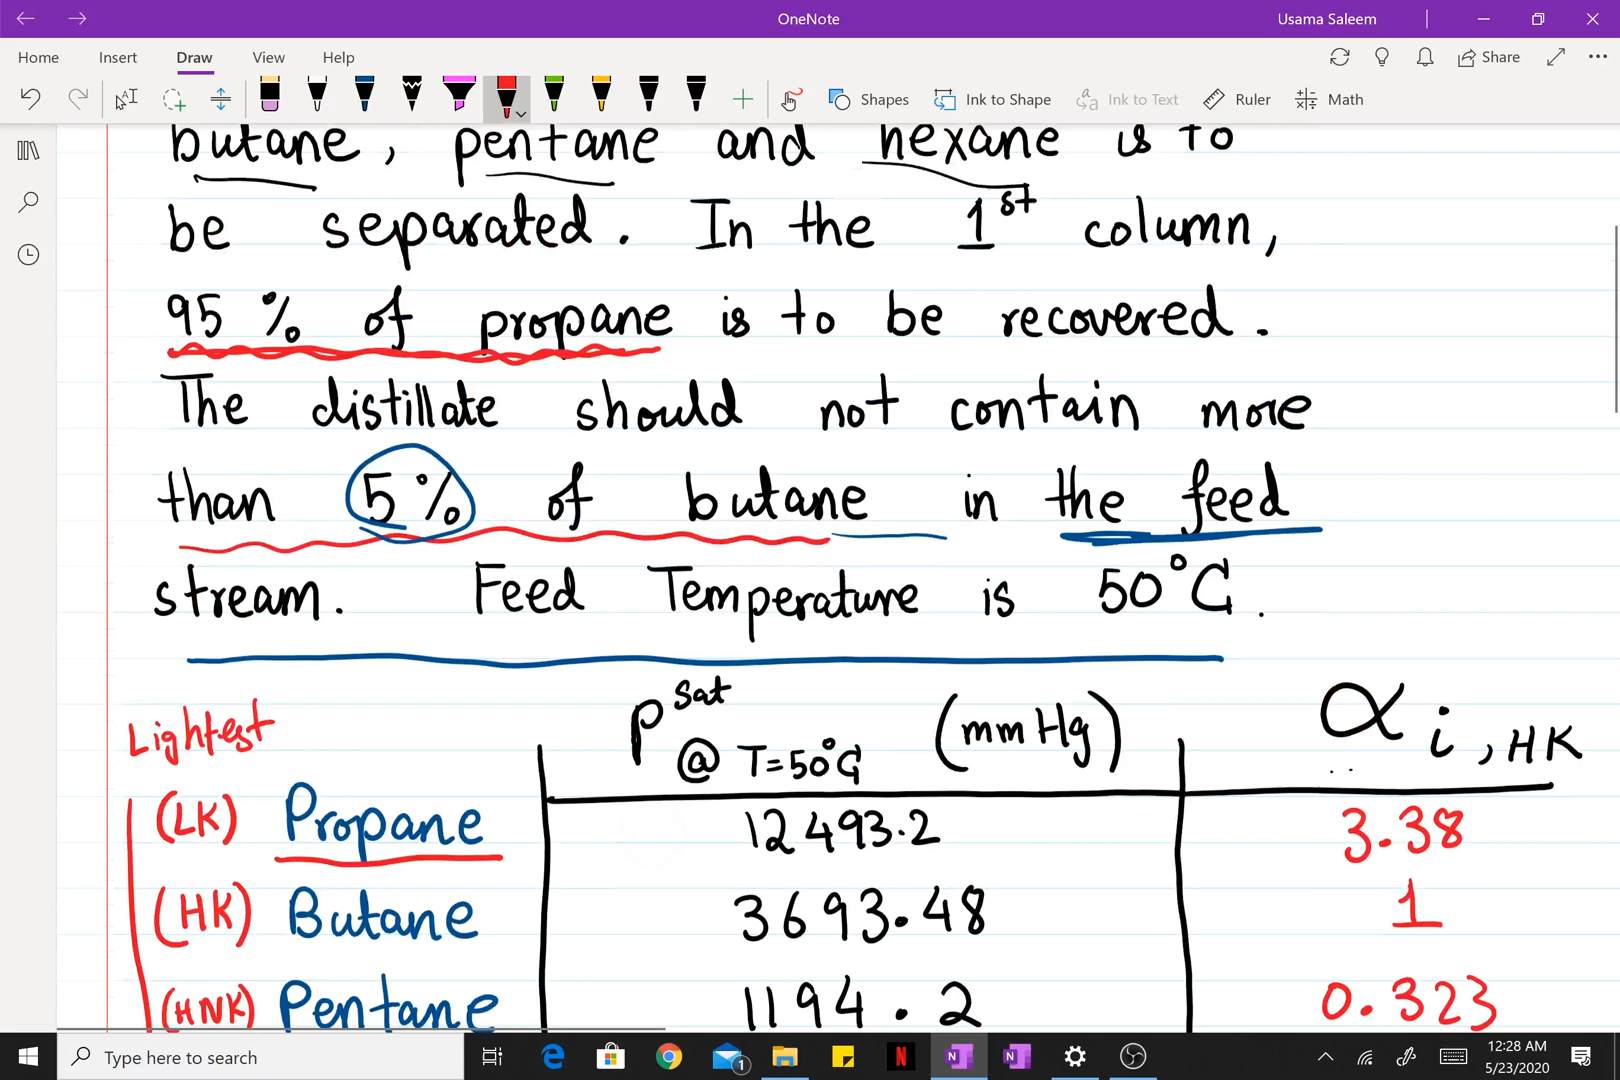 OneNote
Usama Saleem
Home Insert Draw View Help
Share
Shapes Ink to Shape Ink to Text Ruler Math
butane, pentane and hexane is to
be separated. In the 1st column,
95 % of propane is to be recovered.
The distillate should not contain more
than 5% of butane in the feed
stream. Feed Temperature is 50°C.
Lightest
P sat @ T=50°C (mmHg) α i, HK
(LK) Propane 12493.2 3.38
(HK) Butane 3693.48 1
(HNK) Pentane 1194.2 0.323
Type here to search
1
12:28 AM
5/23/2020